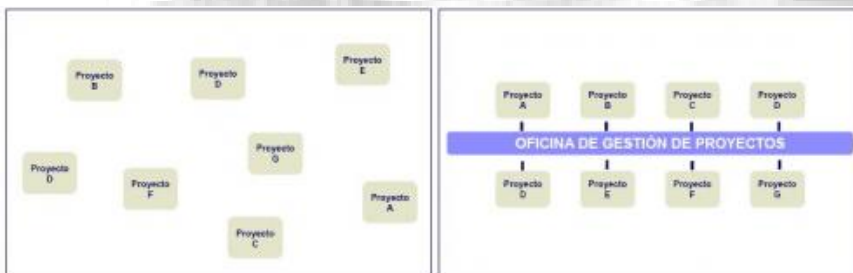 Proyecto
B
Proyecto
D
Proyecto
E
Proyecto
G
Proyecto
D
Proyecto
F
Proyecto
A
Proyecto
C
Proyecto
A
Proyecto
B
Proyecto
C
Proyecto
D
OFICINA DE GESTIÓN DE PROYECTOS
Proyecto
D
Proyecto
E
Proyecto
F
Proyecto
G